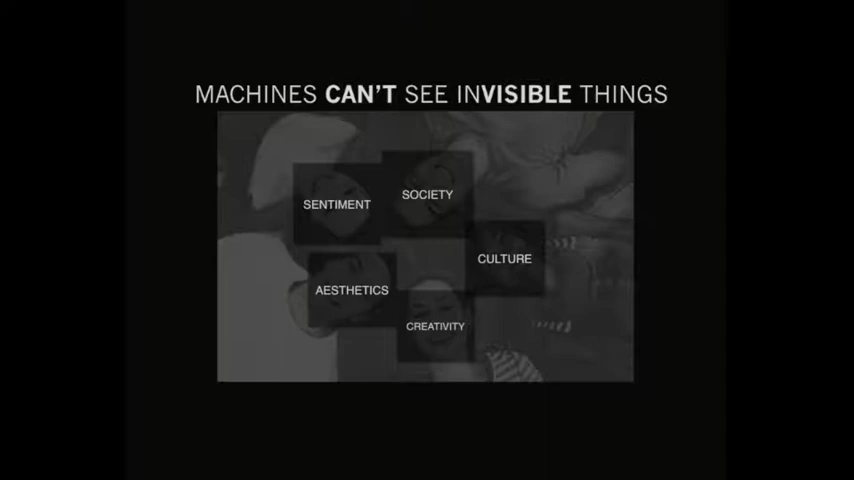 MACHINES CAN'T SEE INVISIBLE THINGS
SENTIMENT
SOCIETY
CULTURE
AESTHETICS
CREATIVITY